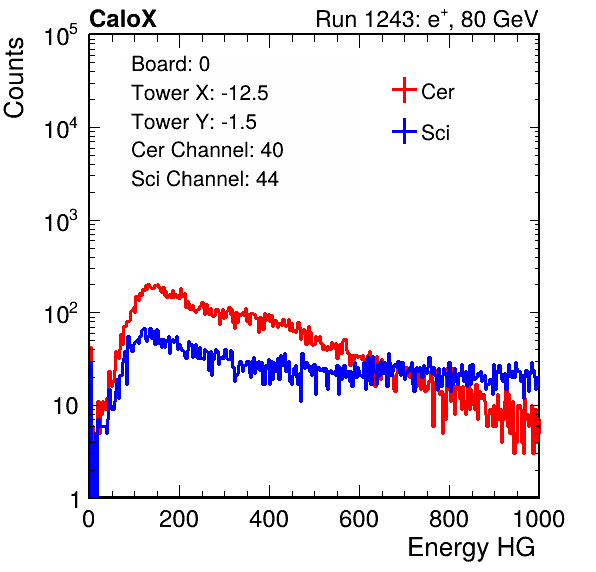 CaloX Run 1243: e⁺, 80 GeV
Board: 0
Tower X: -12.5
Tower Y: -1.5
Cer Channel: 40
Sci Channel: 44
Cer
Sci
Counts
10⁵
10⁴
10³
10²
10
1
0 200 400 600 800 1000
Energy HG